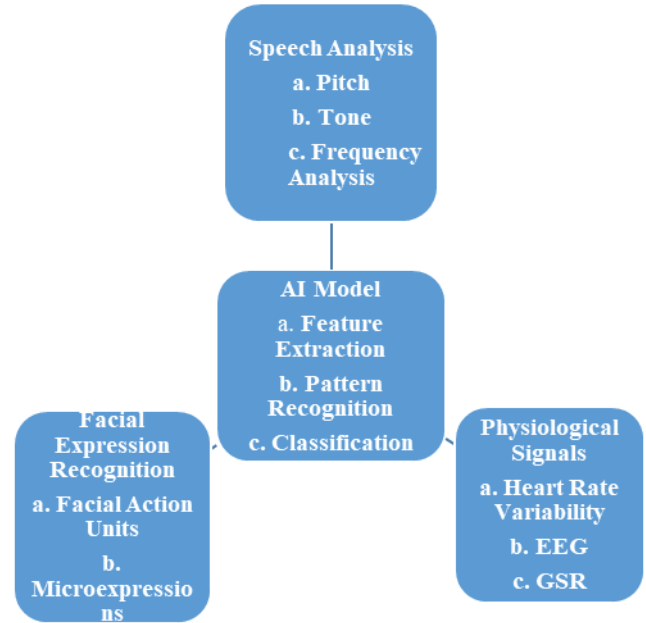 Speech Analysis
a. Pitch
b. Tone
c. Frequency
Analysis
AI Model
a. Feature
Extraction
b. Pattern
Recognition
c. Classification
Facial
Expression
Recognition
a. Facial Action
Units
b.
Microexpressio
ns
Physiological
Signals
a. Heart Rate
Variability
b. EEG
c. GSR